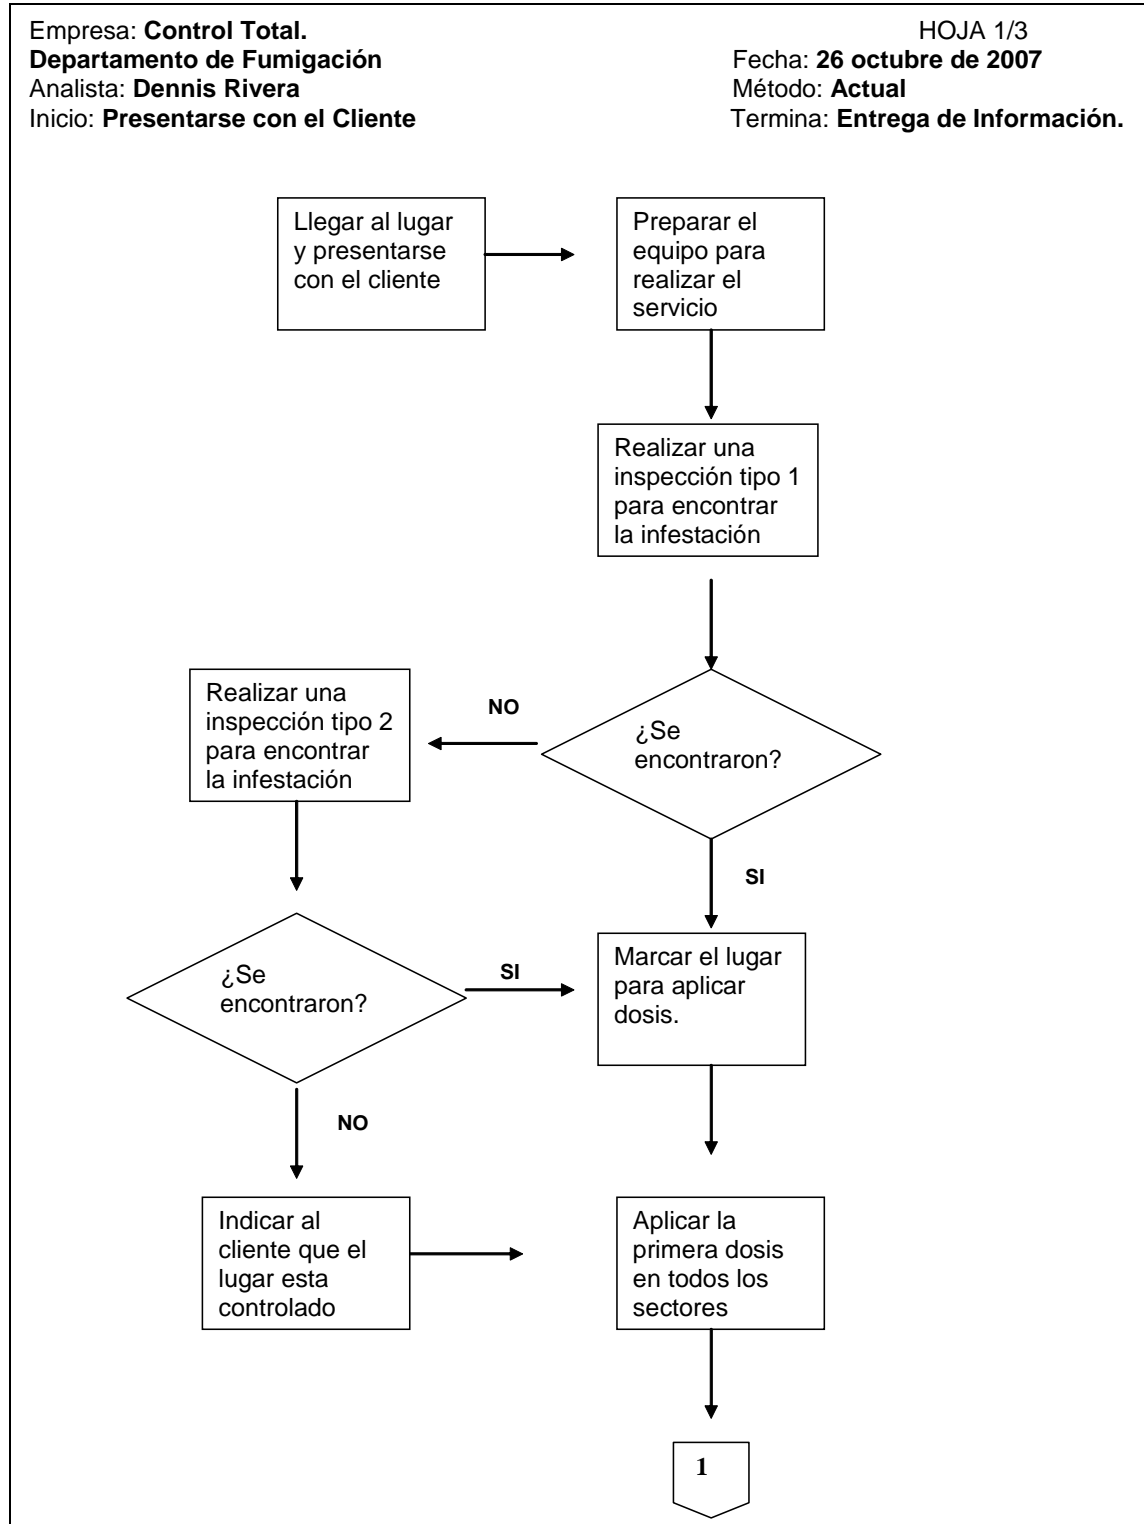 Empresa: Control Total.
HOJA 1/3
Departamento de Fumigación
Fecha: 26 octubre de 2007
Analista: Dennis Rivera
Método: Actual
Inicio: Presentarse con el Cliente
Termina: Entrega de Información.
Llegar al lugar
y presentarse
con el cliente
Preparar el
equipo para
realizar el
servicio
Realizar una
inspección tipo 1
para encontrar
la infestación
¿Se
encontraron?
NO
Realizar una
inspección tipo 2
para encontrar
la infestación
SI
¿Se
encontraron?
SI
Marcar el lugar
para aplicar
dosis.
NO
Indicar al
cliente que el
lugar esta
controlado
Aplicar la
primera dosis
en todos los
sectores
1